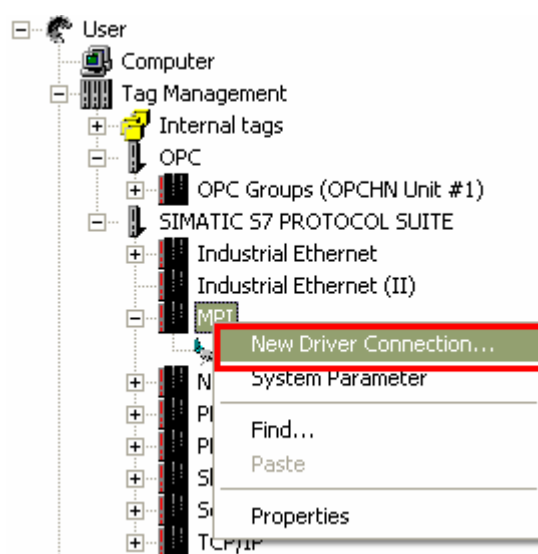 User
Computer
Tag Management
Internal tags
OPC
OPC Groups (OPCHN Unit #1)
SIMATIC S7 PROTOCOL SUITE
Industrial Ethernet
Industrial Ethernet (II)
MPI
New Driver Connection...
System Parameter
Find...
Paste
Properties
TCP/IP